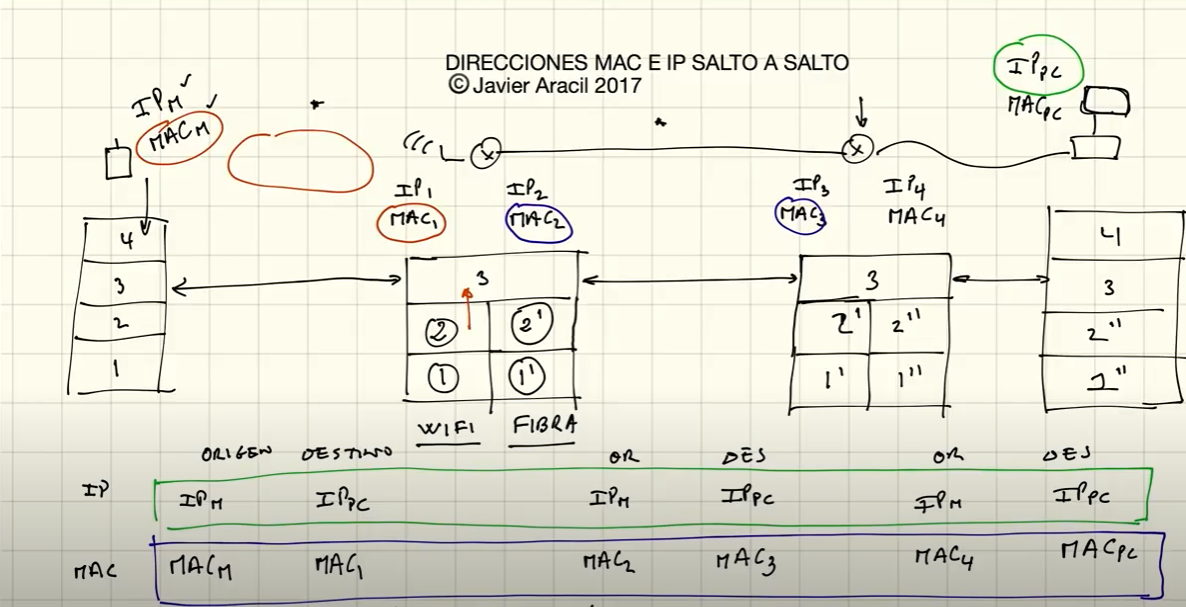 DIRECCIONES MAC E IP SALTO A SALTO
© Javier Aracil 2017
IP_M
MAC_M
IP_PC
MAC_PC
IP_1 IP_2 IP_3 IP_4
MAC_1 MAC_2 MAC_3 MAC_4
4 4
3 3 3 3
2 2 2' 2' 2'' 2''
1 1 1' 1' 1'' 1''
WIFI FIBRA
ORIGEN DESTINO OR DES OR DES
IP IP_M IP_PC IP_M IP_PC IP_M IP_PC
MAC MAC_M MAC_1 MAC_2 MAC_3 MAC_4 MAC_PC